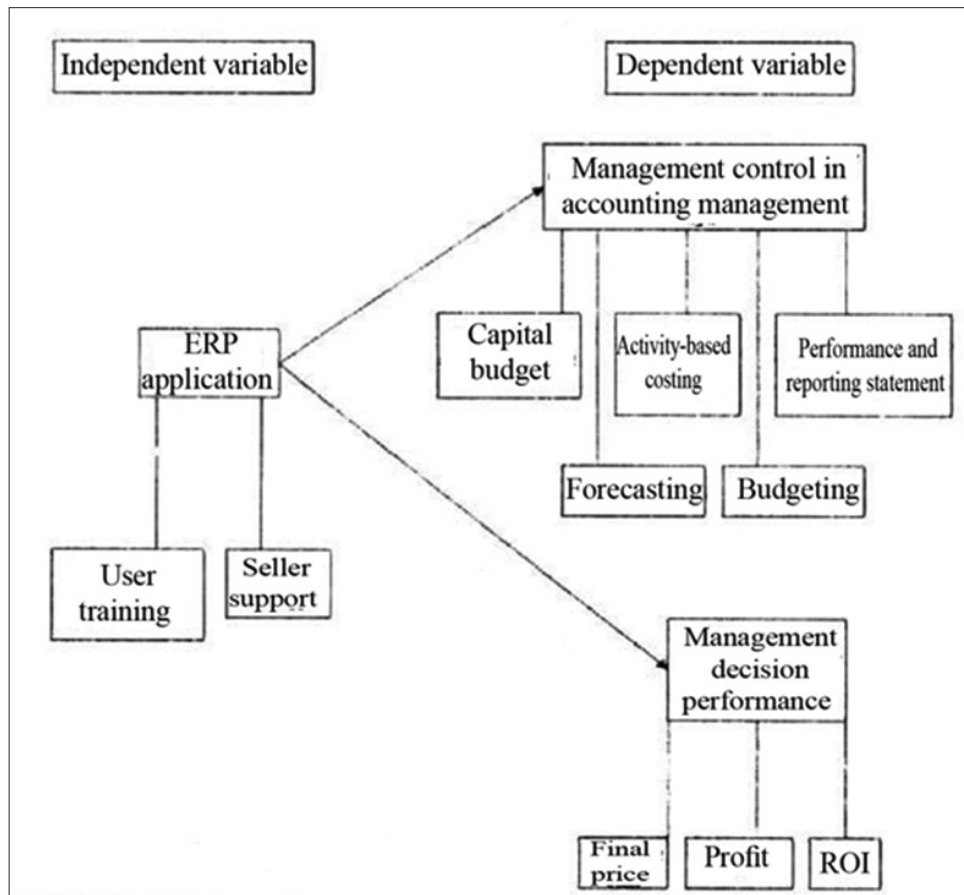 Independent variable
Dependent variable
Management control in
accounting management
ERP
application
Capital
budget
Activity-based
costing
Performance and
reporting statement
Forecasting
Budgeting
User
training
Seller
support
Management
decision
performance
Final
price
Profit
ROI